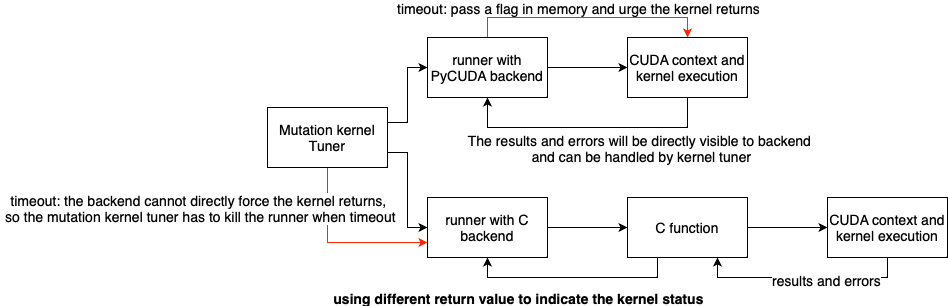 timeout: pass a flag in memory and urge the kernel returns
runner with
PyCUDA backend
CUDA context and
kernel execution
Mutation kernel
Tuner
The results and errors will be directly visible to backend
and can be handled by kernel tuner
timeout: the backend cannot directly force the kernel returns,
so the mutation kernel tuner has to kill the runner when timeout
runner with C
backend
C function
CUDA context and
kernel execution
results and errors
using different return value to indicate the kernel status